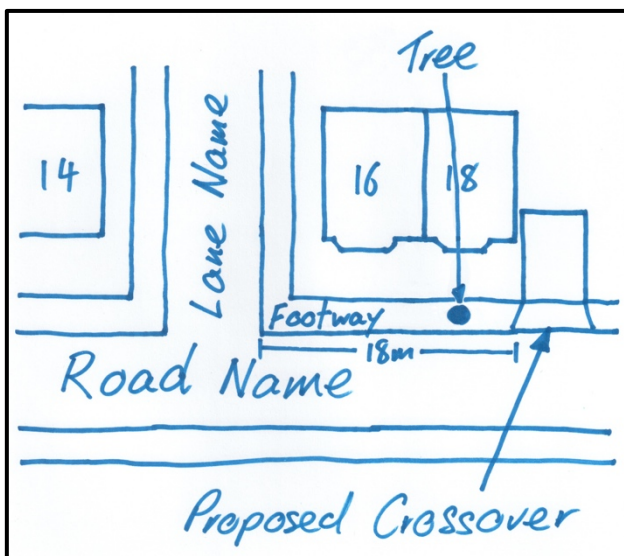 Tree
14
Lane Name
16
18
Footway
18m
Road Name
Proposed Crossover